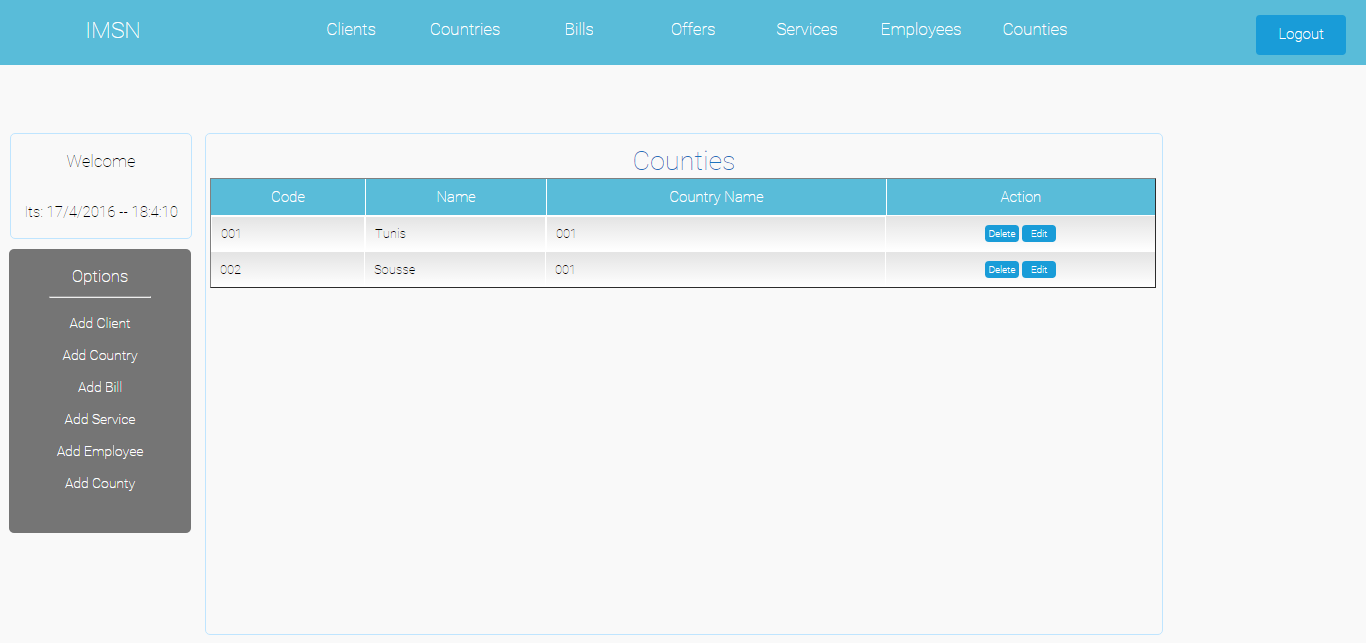 IMSN Clients Countries Bills Offers Services Employees Counties Logout
Welcome
Its: 17/4/2016 -- 18:4:10
Options
Add Client
Add Country
Add Bill
Add Service
Add Employee
Add County
Counties
Code Name Country Name Action
001 Tunis 001 Delete Edit
002 Sousse 001 Delete Edit